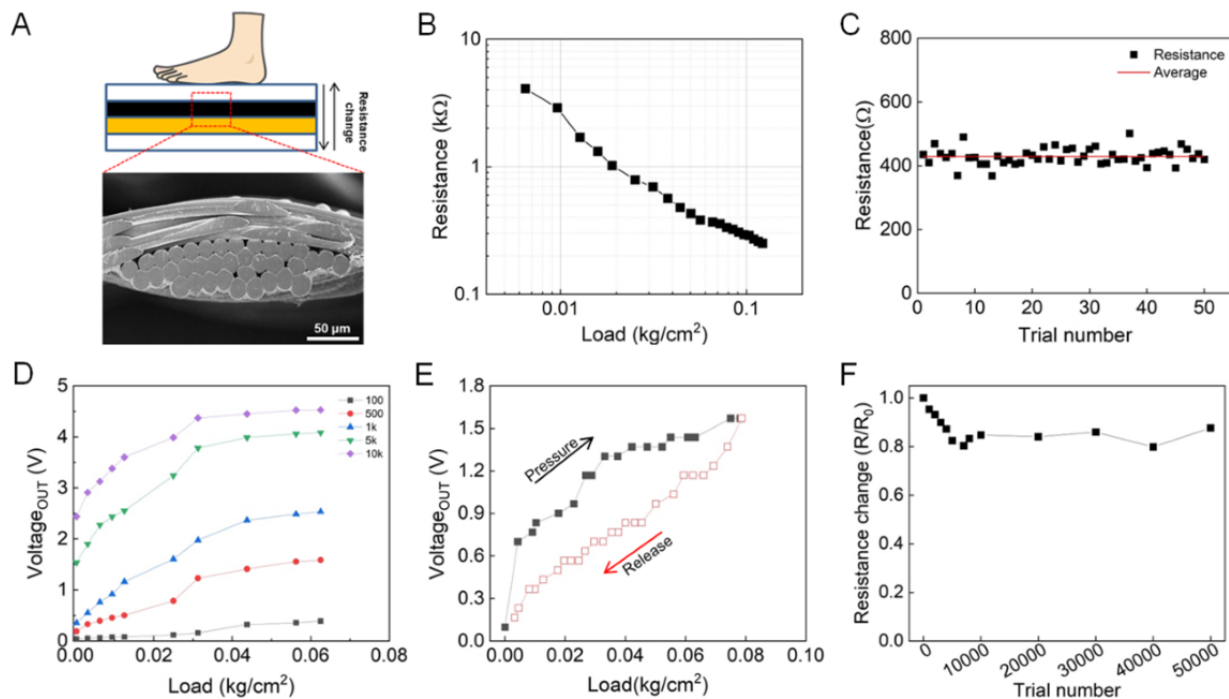 A
Resistance
change
50 μm
B
Resistance (kΩ)
10
1
0.1
0.01
0.1
Load (kg/cm²)
C
Resistance(Ω)
800
600
400
200
0
Resistance
Average
0
10
20
30
40
50
Trial number
D
Voltage_OUT (V)
5
4
3
2
1
0
100
500
1k
5k
10k
0.00
0.02
0.04
0.06
0.08
Load (kg/cm²)
E
Voltage_OUT (V)
1.8
1.5
1.2
0.9
0.6
0.3
0.0
Pressure
Release
0.00
0.02
0.04
0.06
0.08
0.10
Load(kg/cm²)
F
Resistance change (R/R₀)
1.0
0.8
0.6
0.4
0.2
0.0
0
10000
20000
30000
40000
50000
Trial number